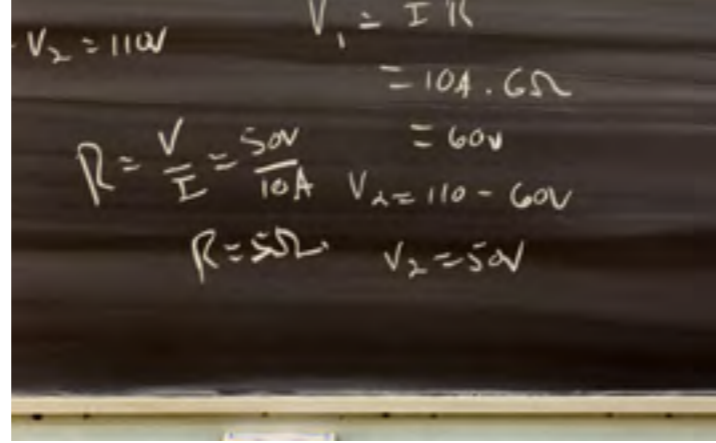 V₁ = IR
- V₂ = 110V
= 10A . 6Ω
= 60V
R = V/I = 50V/10A
V₂ = 110 - 60V
R = 5Ω
V₂ = 50V